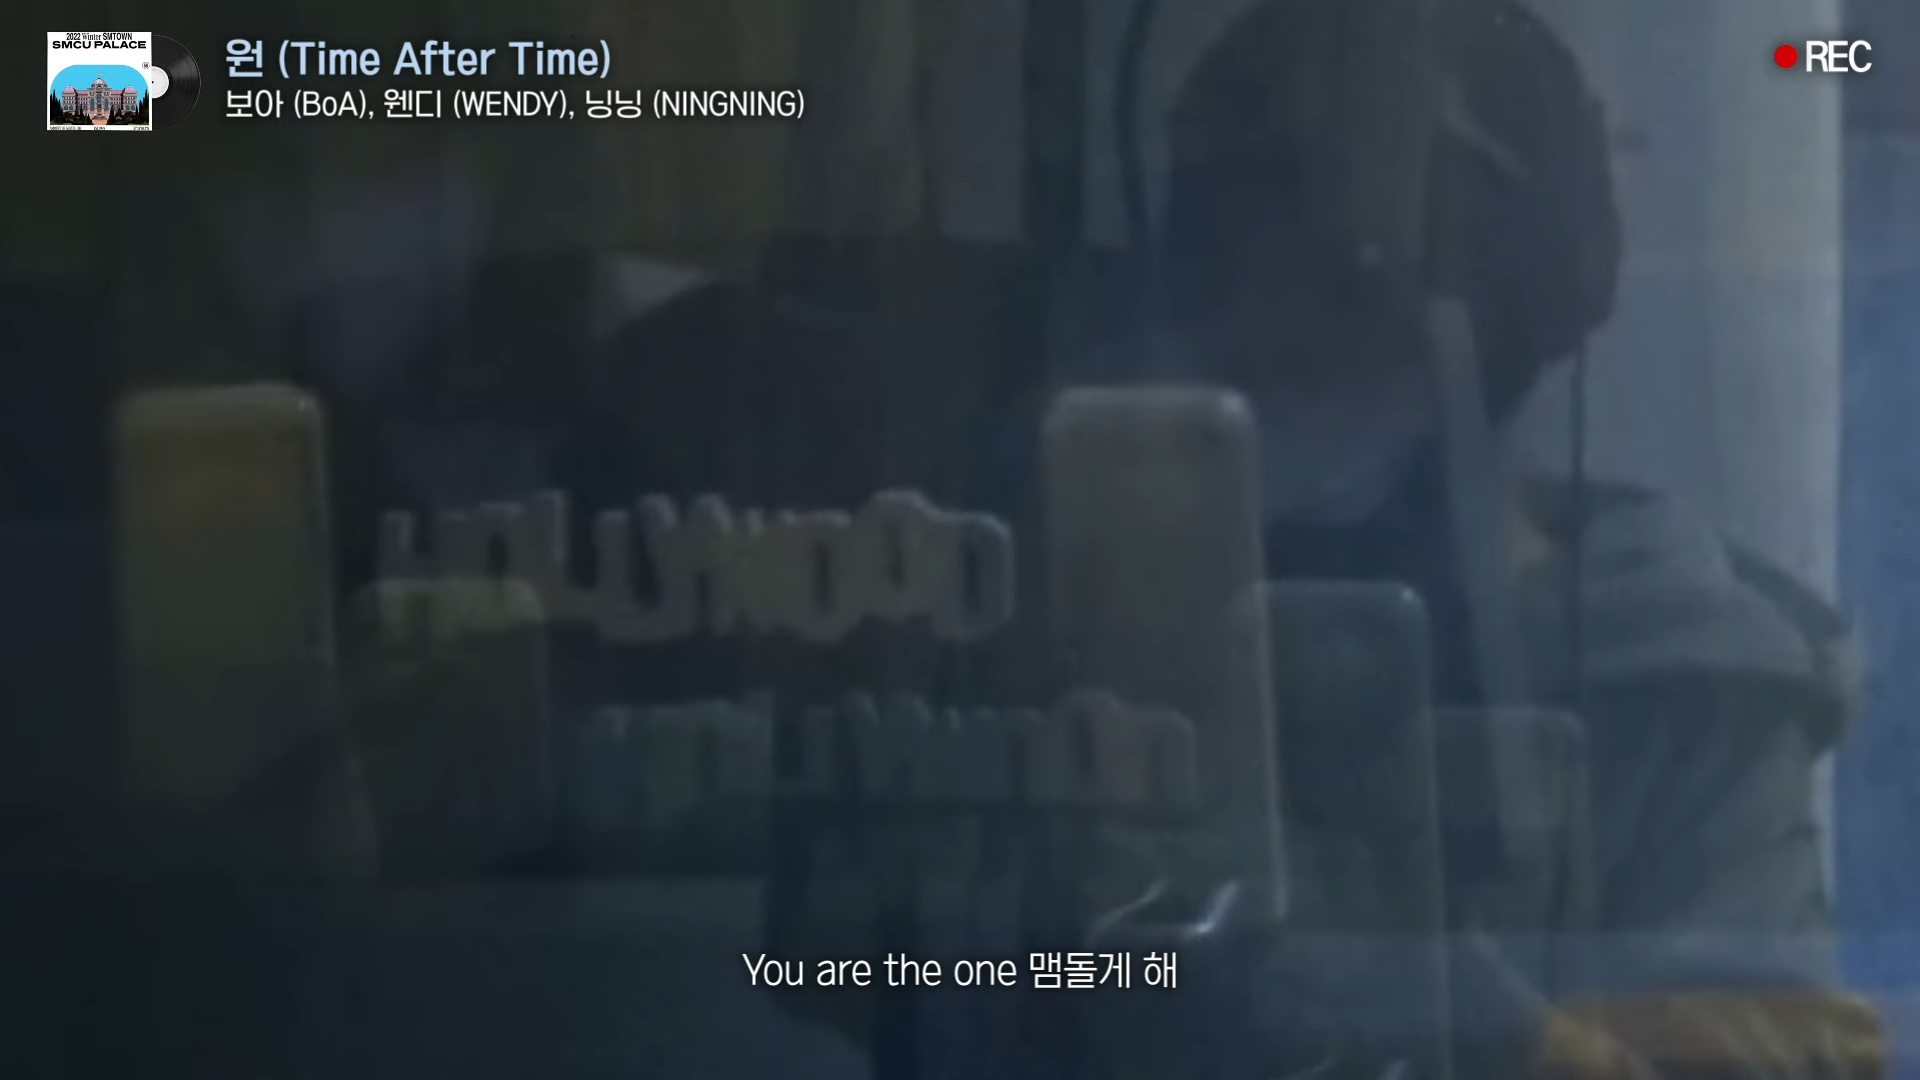 2022 Winter SMTOWN
SMCU PALACE
원 (Time After Time)
보아 (BoA), 웬디 (WENDY), 닝닝 (NINGNING)
REC
HOLLYWOOD
You are the one 맴돌게 해